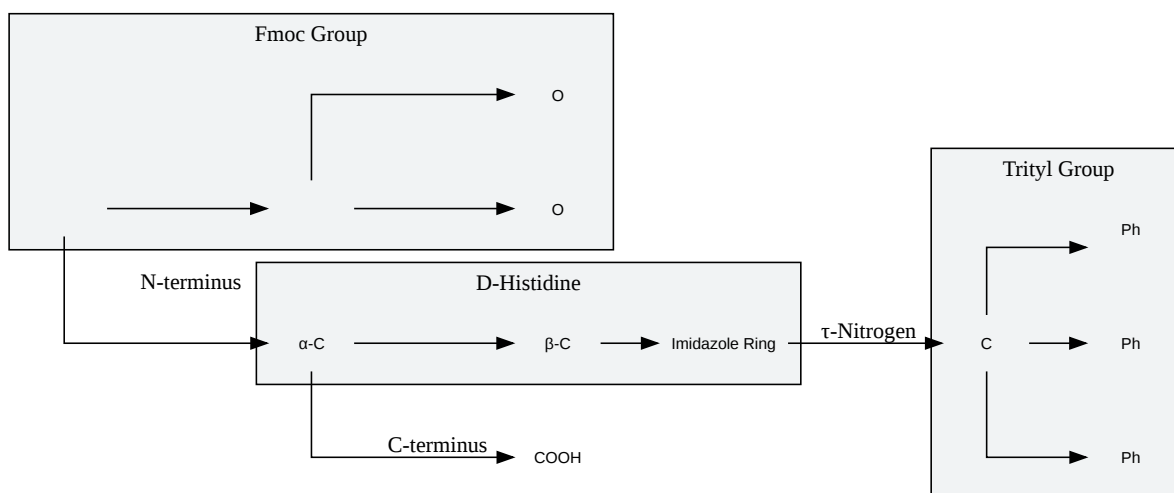 Fmoc Group
O
Trityl Group
O
Ph
N-terminus
D-Histidine
α-C
β-C
Imidazole Ring
τ-Nitrogen
C
Ph
C-terminus
COOH
Ph